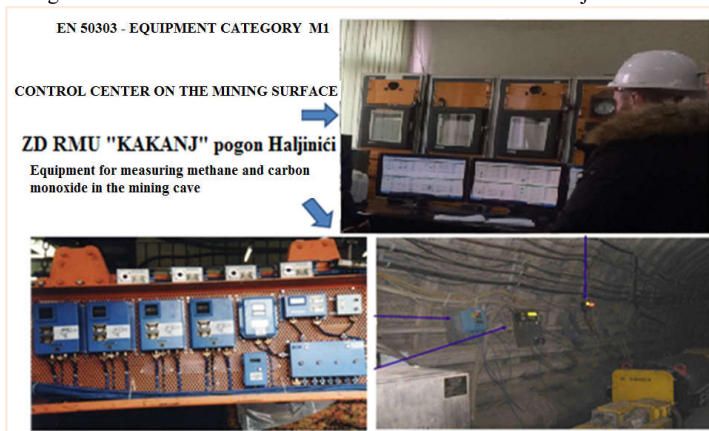 EN 50303 - EQUIPMENT CATEGORY M1
CONTROL CENTER ON THE MINING SURFACE
ZD RMU "KAKANJ" pogon Haljinići
Equipment for measuring methane and carbon
monoxide in the mining cave